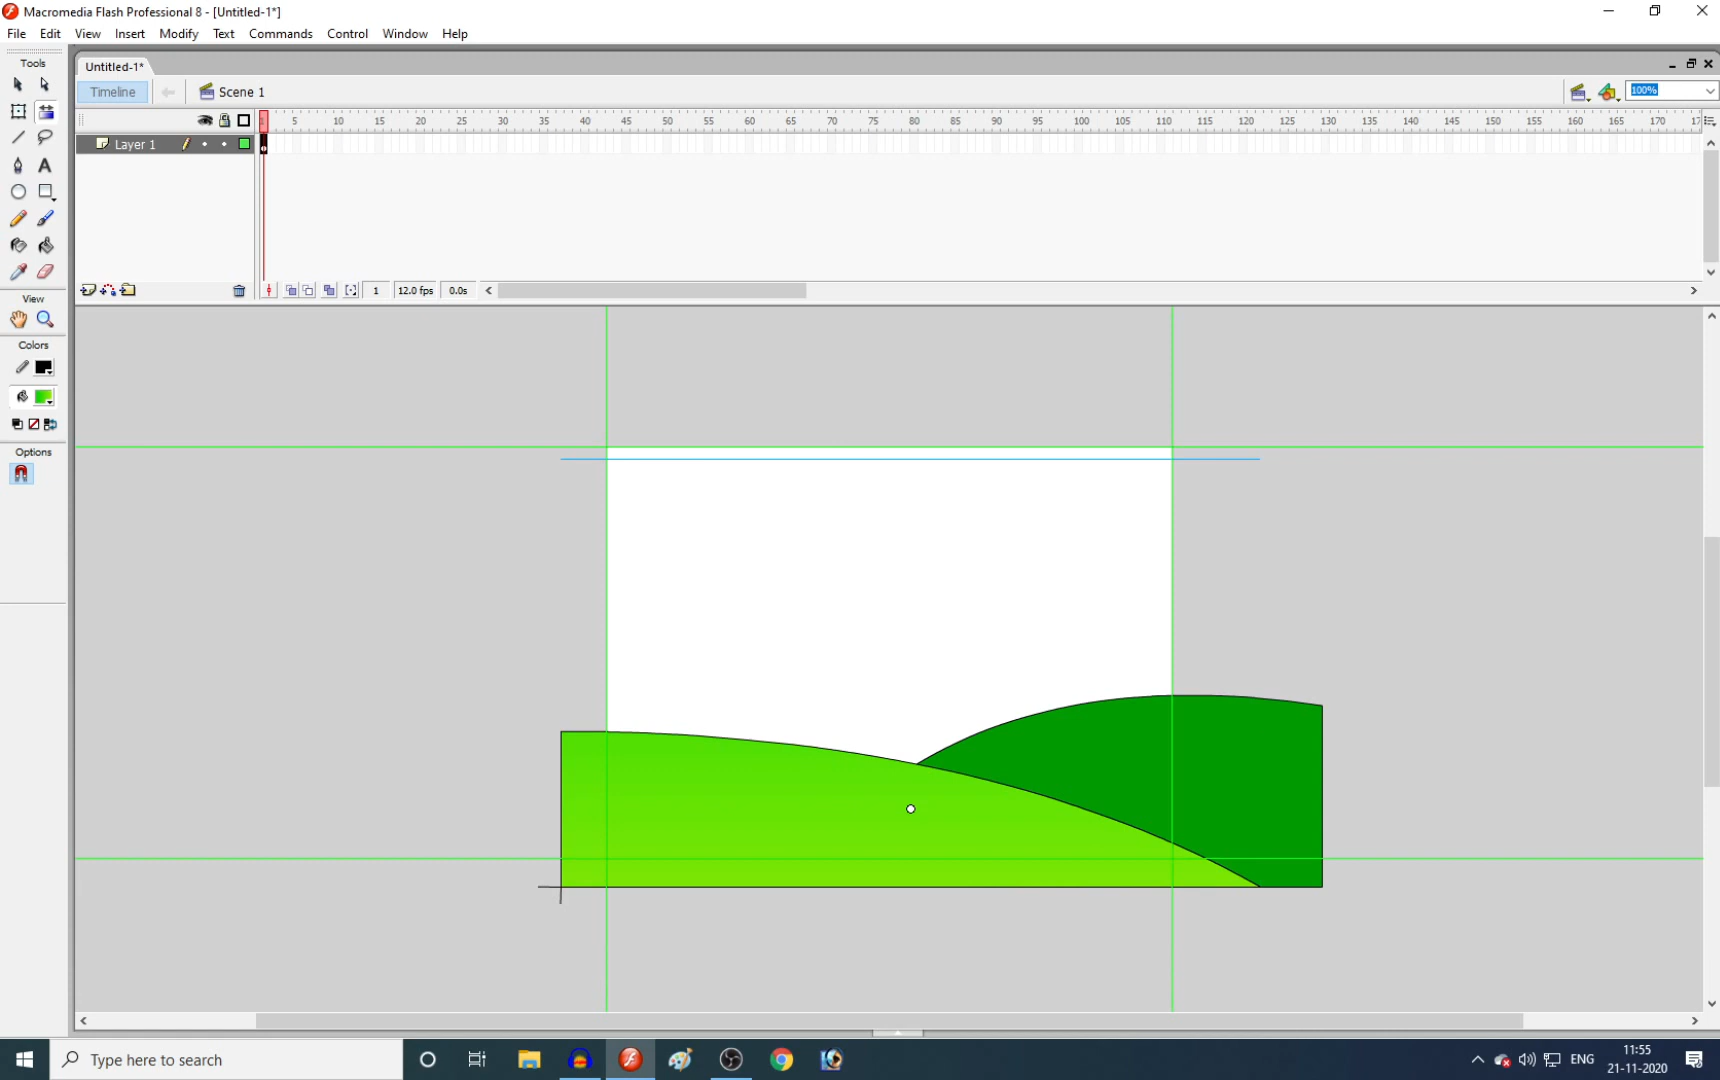 Macromedia Flash Professional 8 - [Untitled-1*]
File Edit View Insert Modify Text Commands Control Window Help
Tools
Untitled-1*
Timeline
Scene 1
100%
1 5 10 15 20 25 30 35 40 45 50 55 60 65 70 75 80 85 90 95 100 105 110 115 120 125 130 135 140 145 150 155 160 165 170 17
Layer 1
A
1 12.0 fps 0.0s
View
Colors
Options
Type here to search
ENG
11:55
21-11-2020